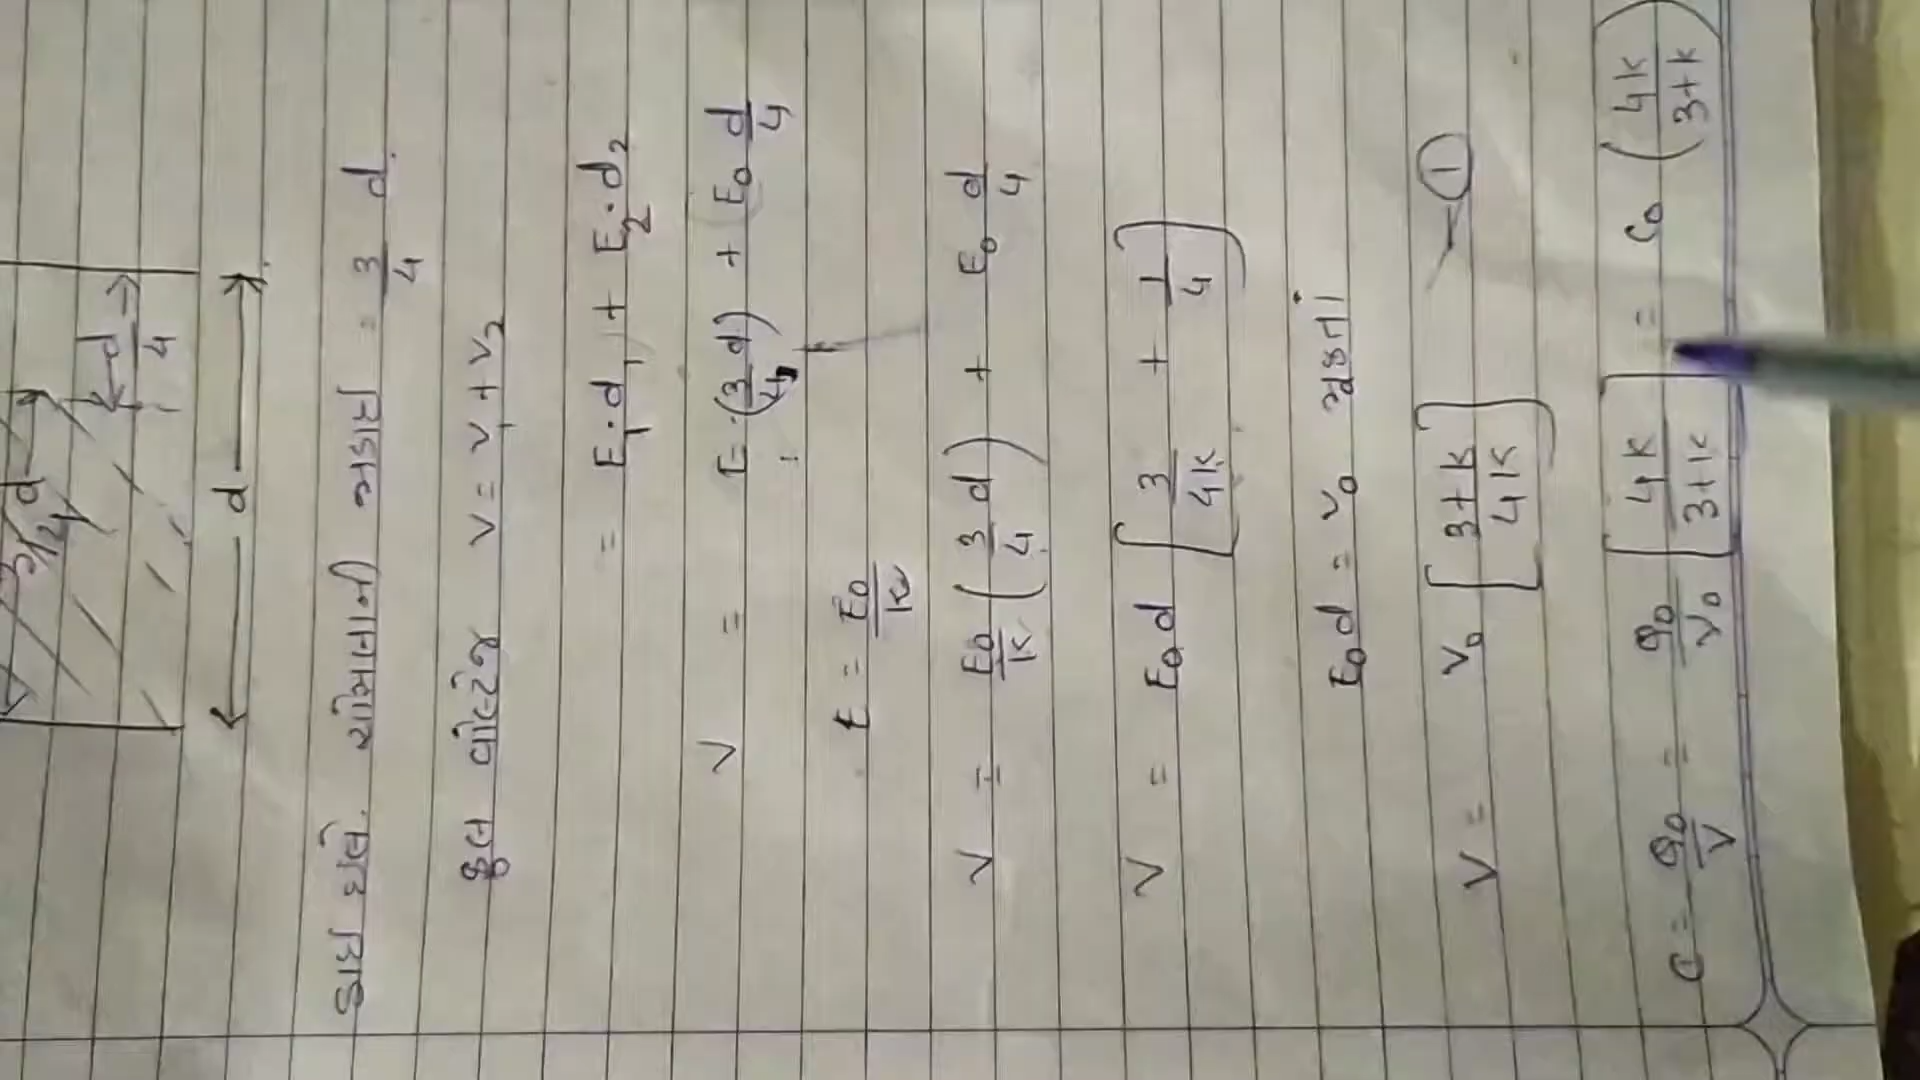 3/4 d
d/4
d
ડાઇ ઇલે. સોસલાની જાડાઈ = 3/4 d.
કુલ વોલ્ટેજ V = V1 + V2
= E1·d1 + E2·d2
V = E·(3/4 d) + E0 d/4
E = E0/K
V = E0/K (3/4 d) + E0 d/4
V = E0d [3/4K + 1/4]
E0d = V0 મુકતાં
V = V0 [3+K/4K] — ①
C = Q0/V = Q0/V0 [4K/3+K] = C0 (4K/3+K)